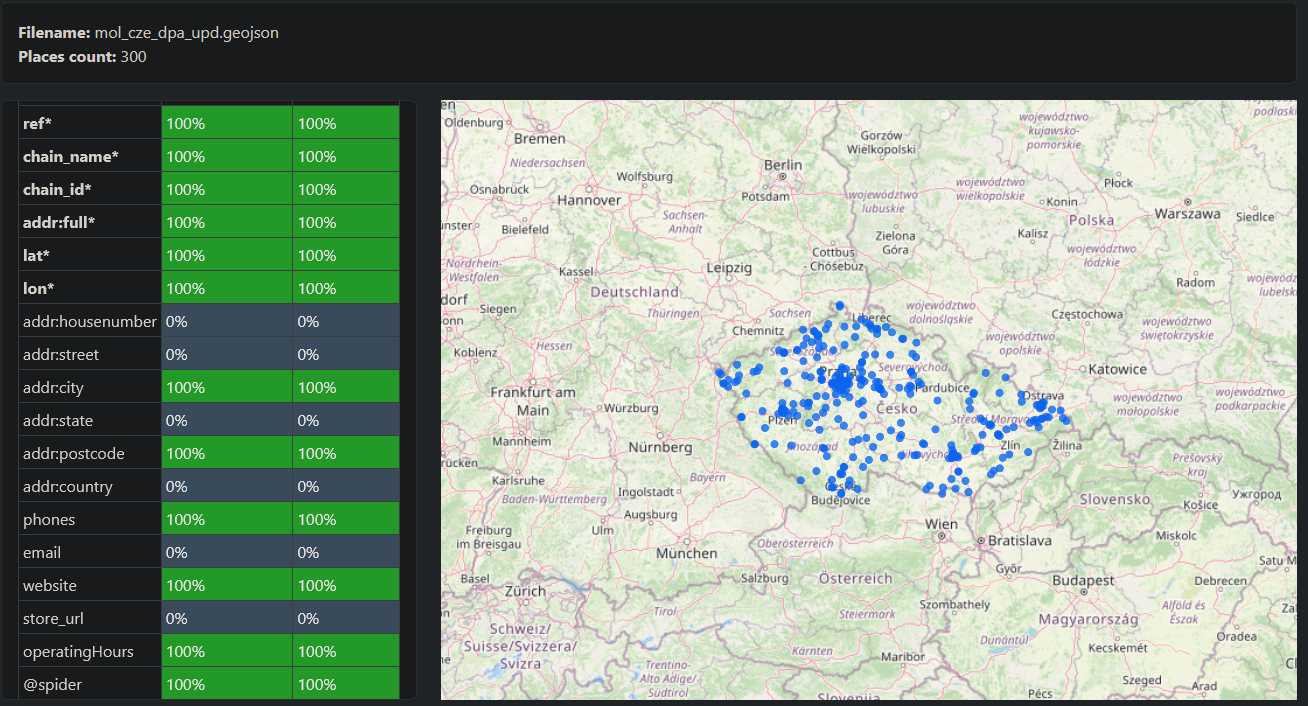 Filename: mol_cze_dpa_upd.geojson
Places count: 300
ref* 100% 100%
chain_name* 100% 100%
chain_id* 100% 100%
addr:full* 100% 100%
lat* 100% 100%
lon* 100% 100%
addr:housenumber 0% 0%
addr:street 0% 0%
addr:city 100% 100%
addr:state 0% 0%
addr:postcode 100% 100%
addr:country 0% 0%
phones 100% 100%
email 0% 0%
website 100% 100%
store_url 0% 0%
operatingHours 100% 100%
@spider 100% 100%
Oldenburg
Bremen
Niedersachsen
Wolfsburg
Osnabrück
Hannover
Bielefeld
Sachsen-
Anhalt
Berlin
Potsdam
Gorzów
Wielkopolski
województwo
kujawsko-
pomorskie
województwo
podlaski
województwo
lubuskie
województwo
wielkopolskie
Płock
Konin
Polska
Warszawa
Siedlce
Zielona
Góra
Kalisz
województwo
łódzkie
Cottbus
- Chóśebuz
Nordrhein-
Westfalen
Kassel
Leipzig
Deutschland
Radom
Siegen
Thüringen
Sachsen
Chemnitz
Liberec
województwo
dolnośląskie
Częstochowa
województwo
świętokrzyskie
Koblenz
Hessen
województwo
opolskie
Katowice
Severovýchod
Pardubice
Česko
Frankfurt am
Main
Würzburg
Plzeň
Ostrava
województwo
małopolskie
województwo
podkarpackie
Mannheim
Nürnberg
Jihozápad
Zlín
Žilina
Karlsruhe
Bayern
Prešovský
kraj
Baden-Württemberg
Ingolstadt
Budějovice
Slovensko
Košice
Ужгород
Augsburg
Freiburg
im Breisgau
Ulm
Wien
Bratislava
Miskolc
München
Oberösterreich
Győr
Budapest
Debrecen
Satu M
Basel
Salzburg
Österreich
Zürich
Szombathely
Magyarország
Alföld és
Észak
Tirol
Steiermark
Schweiz/
Suisse/Svizzera/
Svizra
Dunántúl
Kecskemét
Oradea
Kärnten
Maribor
Trentino-
Alto Adige/
Südtirol
Szeged
Arad
Slovenija
Pécs